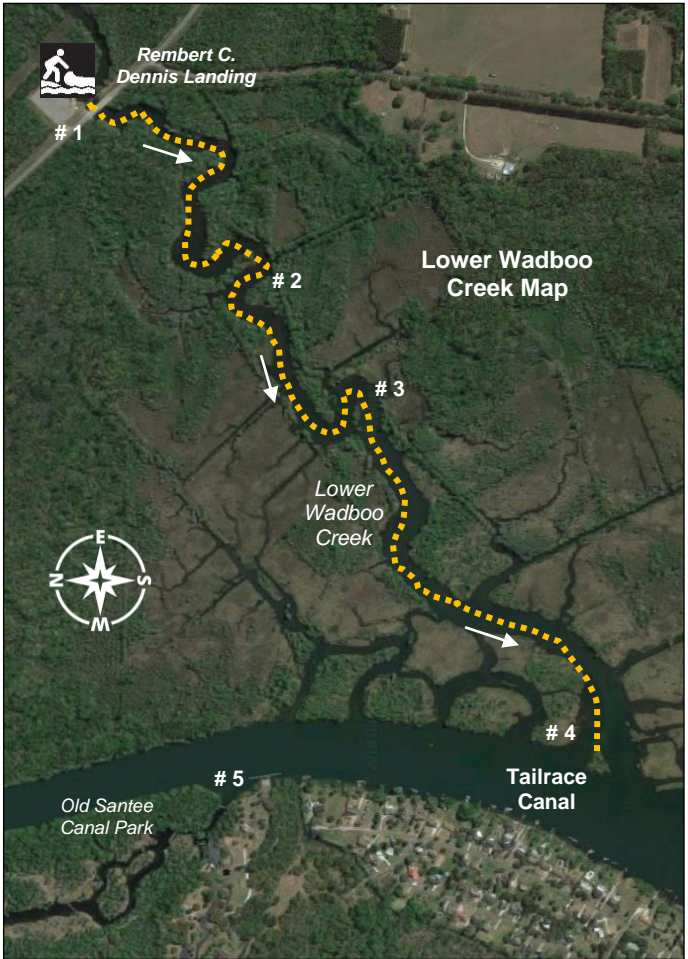 Rembert C.
Dennis Landing
# 1
Lower Wadboo
Creek Map
# 2
# 3
Lower
Wadboo
Creek
E
N
S
W
# 4
# 5
Tailrace
Canal
Old Santee
Canal Park